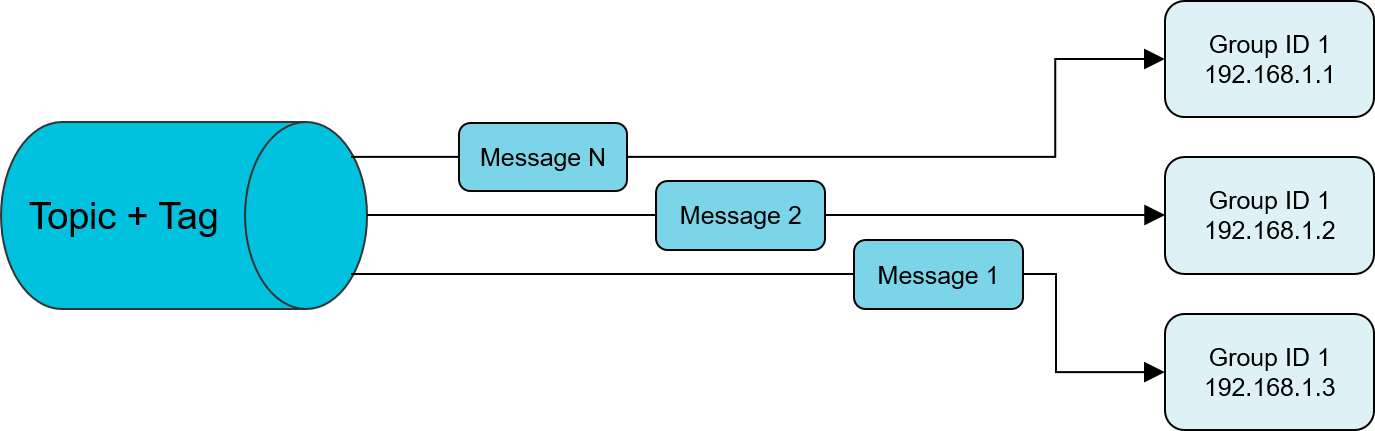 Group ID 1
192.168.1.1
Message N
Topic + Tag
Message 2
Group ID 1
192.168.1.2
Message 1
Group ID 1
192.168.1.3